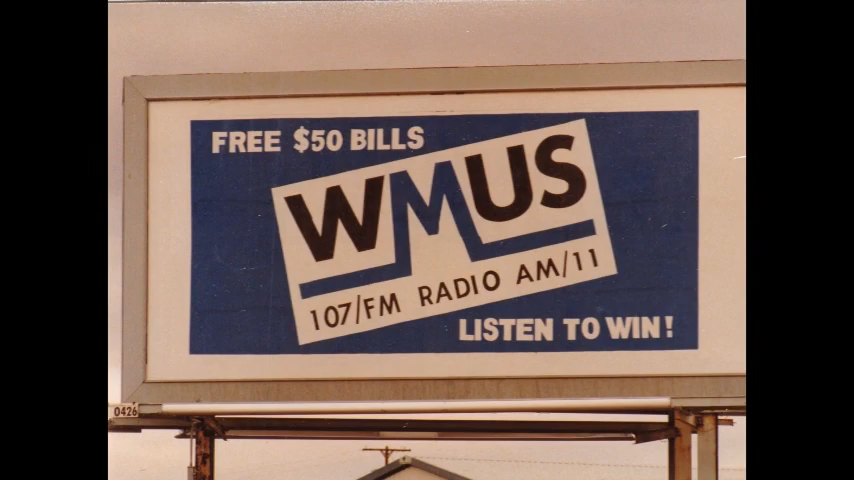 FREE $50 BILLS
WMUS
107/FM RADIO AM/11
LISTEN TO WIN!
0426